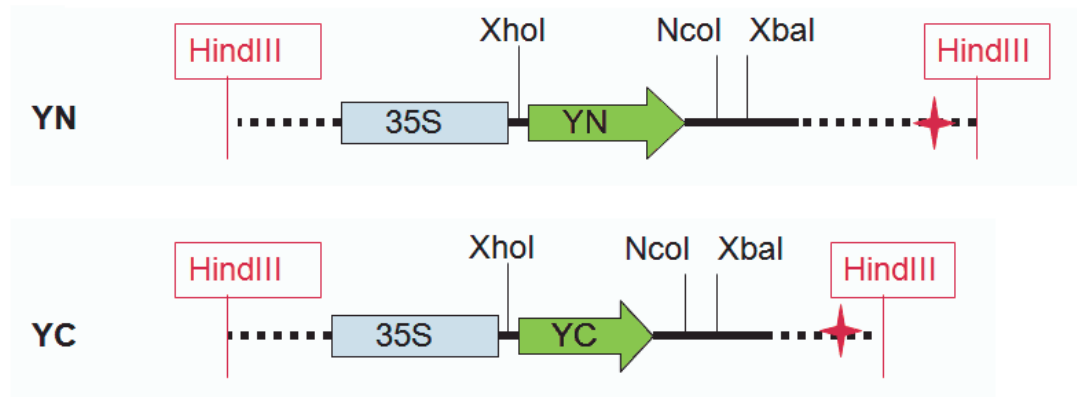 XhoI NcoI XbaI
HindIII HindIII
YN 35S YN
XhoI NcoI XbaI
HindIII HindIII
YC 35S YC